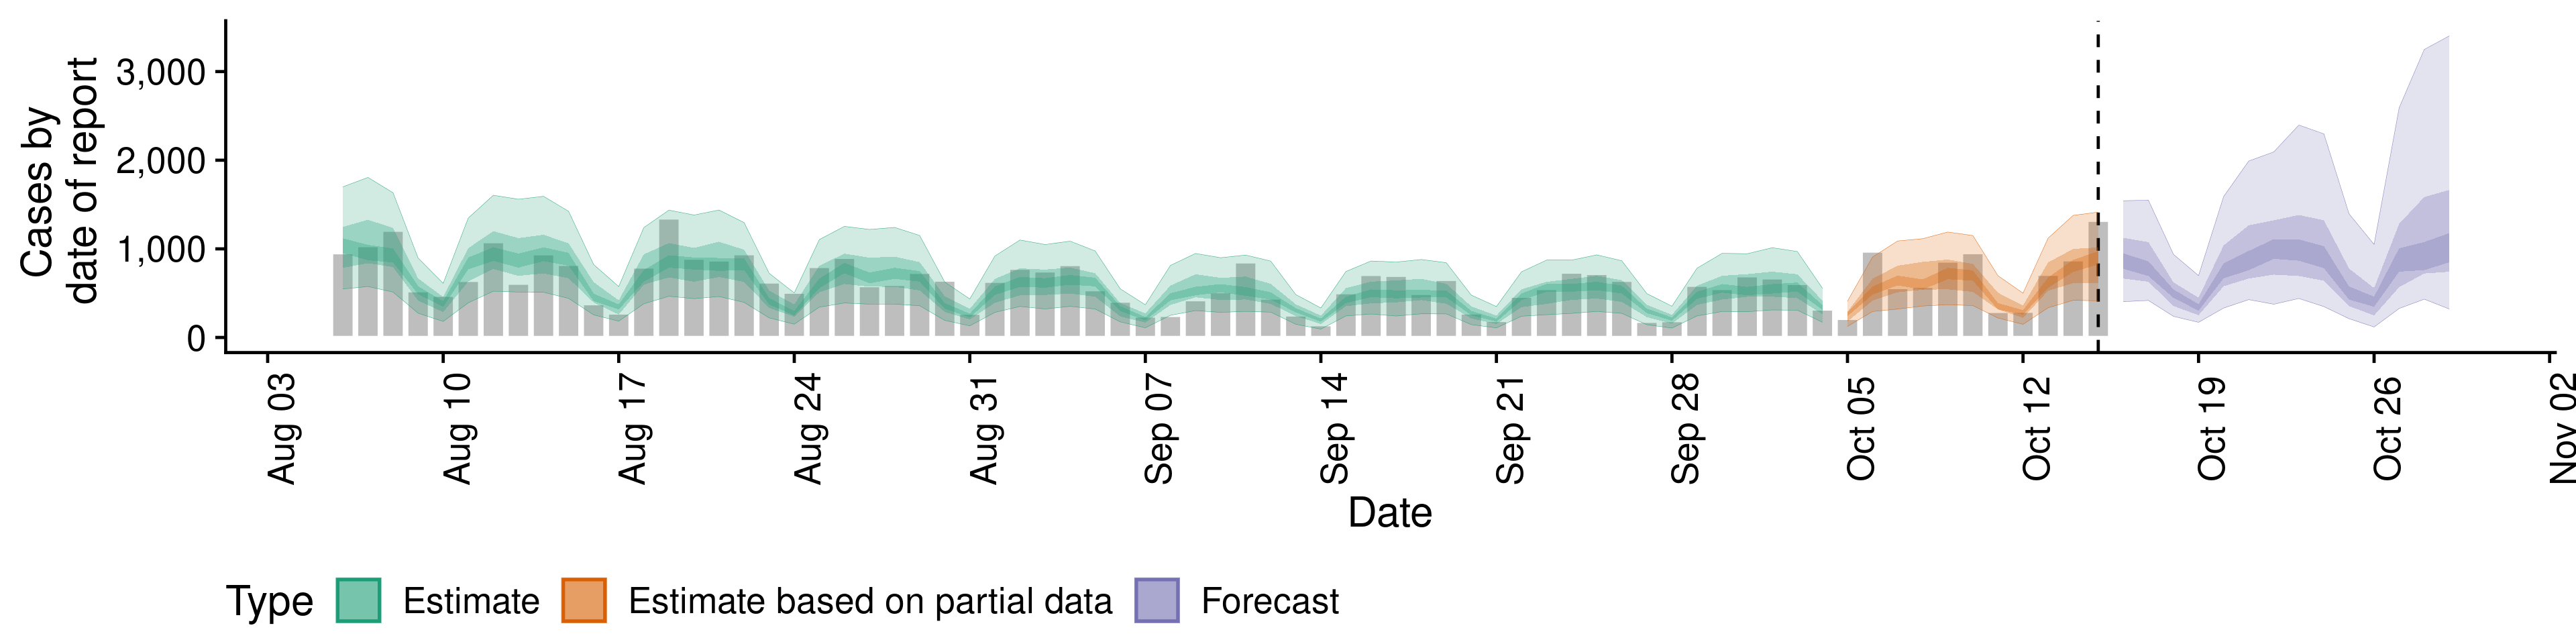 Cases by
date of report
3,000
2,000
1,000
0
Aug 03
Aug 10
Aug 17
Aug 24
Aug 31
Sep 07
Sep 14
Sep 21
Sep 28
Oct 05
Oct 12
Oct 19
Oct 26
Nov 02
Date
Type Estimate Estimate based on partial data Forecast